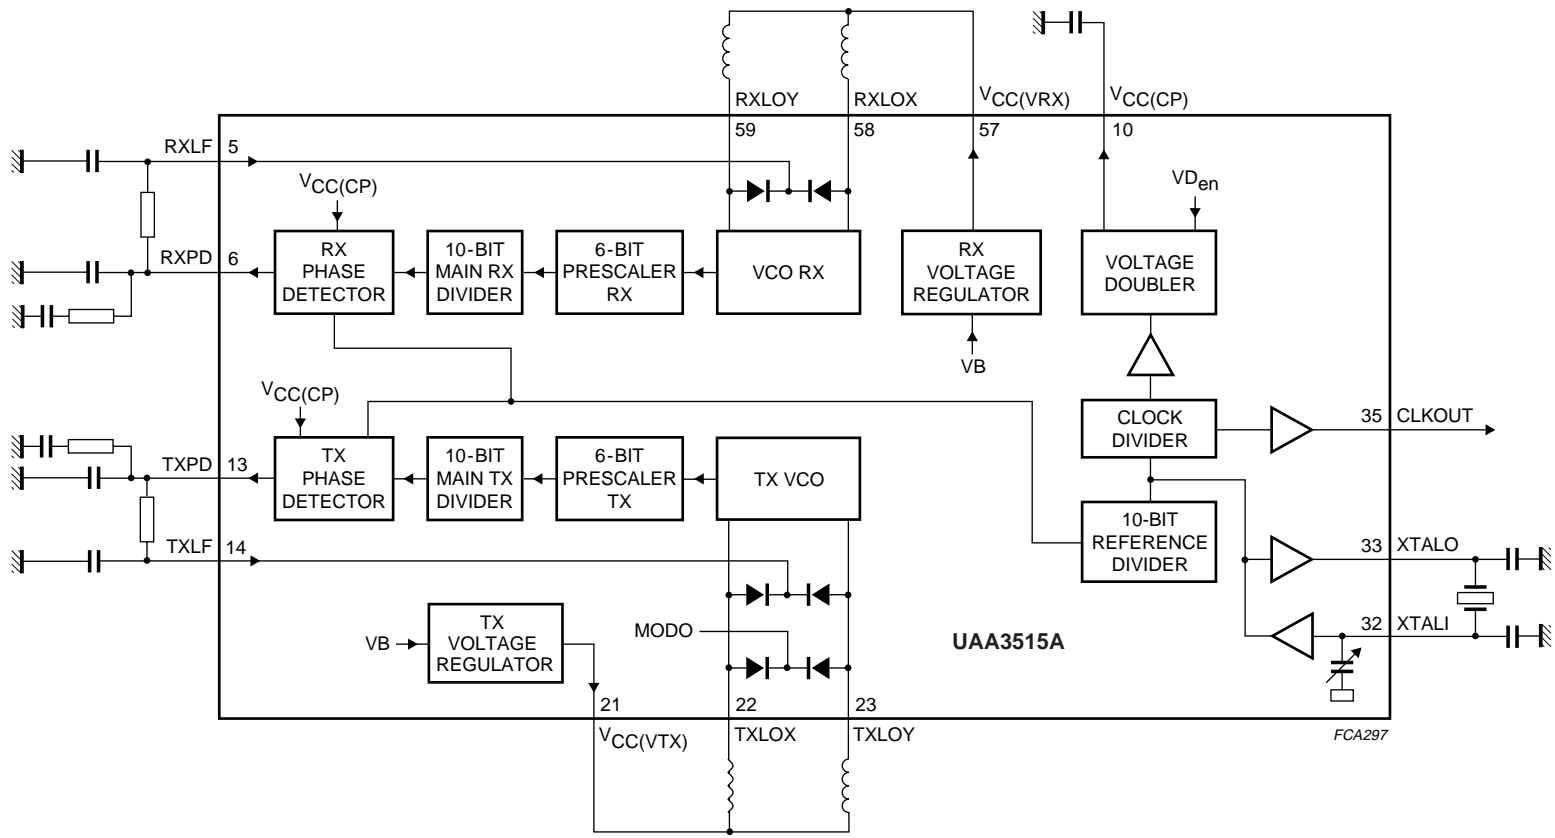 RXLOY
RXLOX
VCC(VRX)
VCC(CP)
59
58
57
10
RXLF
5
VCC(CP)
VDen
RXPD
6
RX
PHASE
DETECTOR
10-BIT
MAIN RX
DIVIDER
6-BIT
PRESCALER
RX
VCO RX
RX
VOLTAGE
REGULATOR
VOLTAGE
DOUBLER
VB
VCC(CP)
CLOCK
DIVIDER
35
CLKOUT
TXPD
13
TX
PHASE
DETECTOR
10-BIT
MAIN TX
DIVIDER
6-BIT
PRESCALER
TX
TX VCO
10-BIT
REFERENCE
DIVIDER
TXLF
14
33
XTALO
MODO
32
XTALI
VB
TX
VOLTAGE
REGULATOR
UAA3515A
21
22
23
VCC(VTX)
TXLOX
TXLOY
FCA297